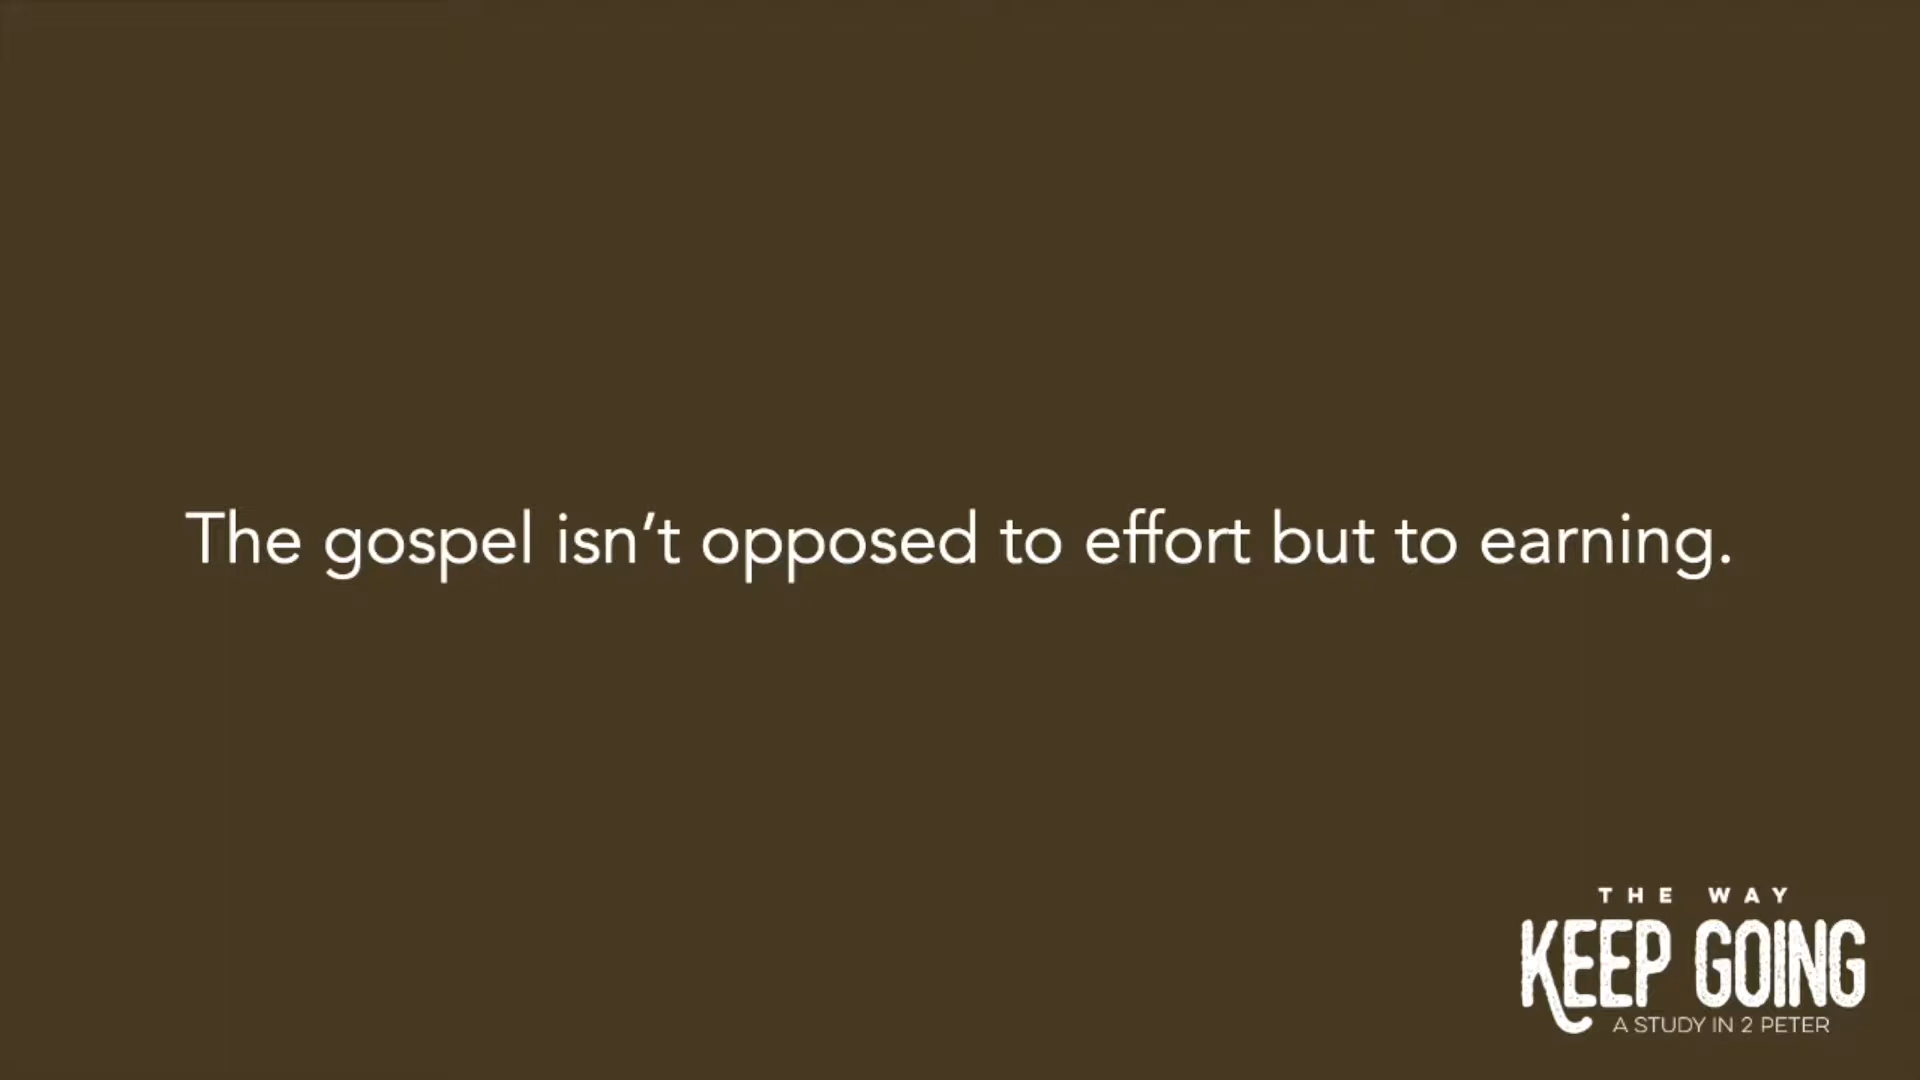 The gospel isn’t opposed to effort but to earning.
THE WAY
KEEP GOING
A STUDY IN 2 PETER